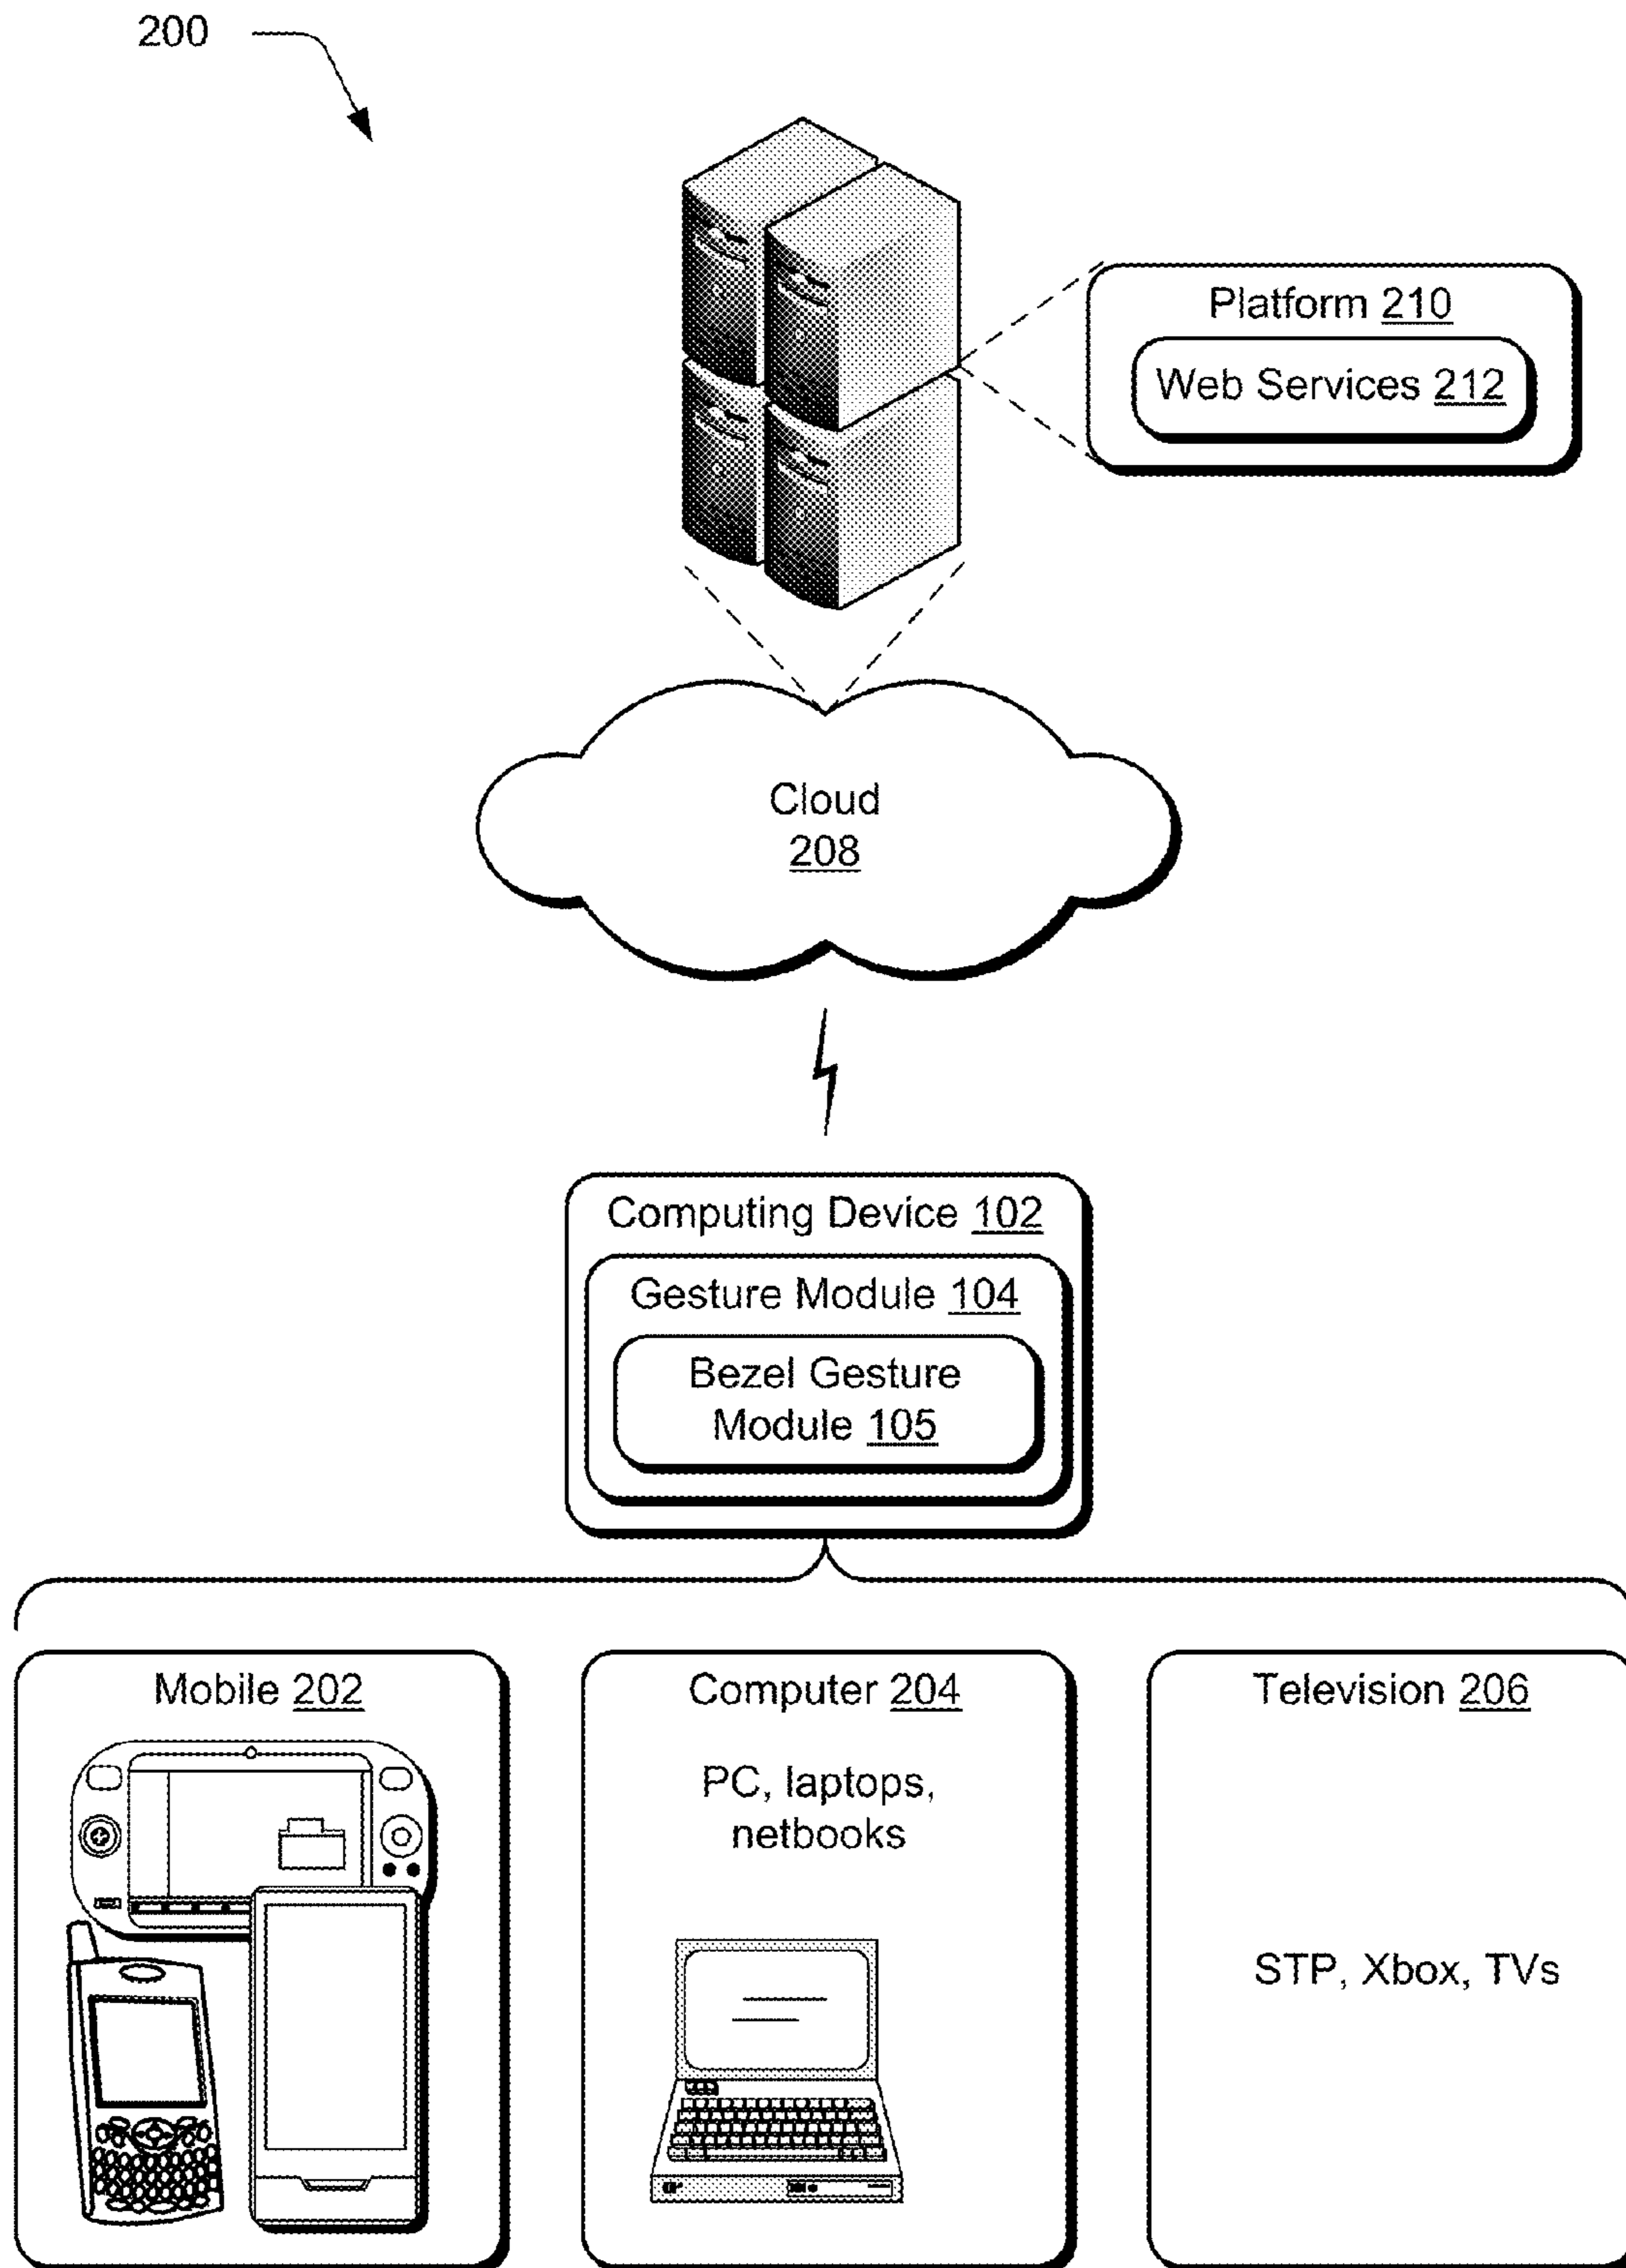 200
Platform 210
Web Services 212
Cloud
208
Computing Device 102
Gesture Module 104
Bezel Gesture
Module 105
Mobile 202
Computer 204
PC, laptops,
netbooks
Television 206
STP, Xbox, TVs